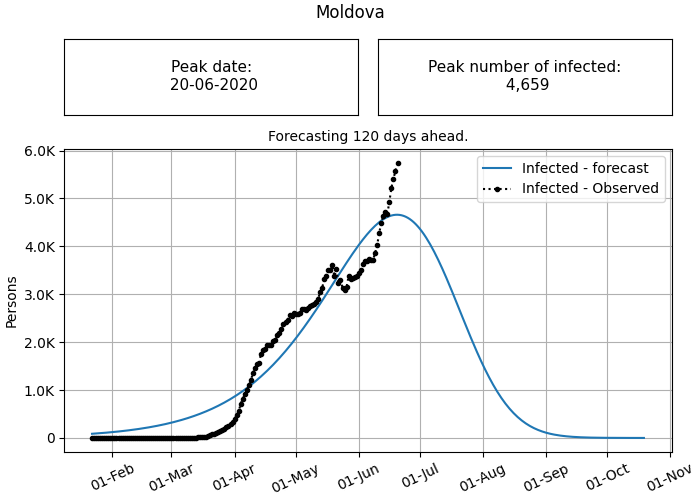 Moldova
Peak date:
20-06-2020
Peak number of infected:
4,659
Forecasting 120 days ahead.
6.0K
5.0K
4.0K
3.0K
2.0K
1.0K
0
Persons
Infected - forecast
Infected - Observed
01-Feb
01-Mar
01-Apr
01-May
01-Jun
01-Jul
01-Aug
01-Sep
01-Oct
01-Nov